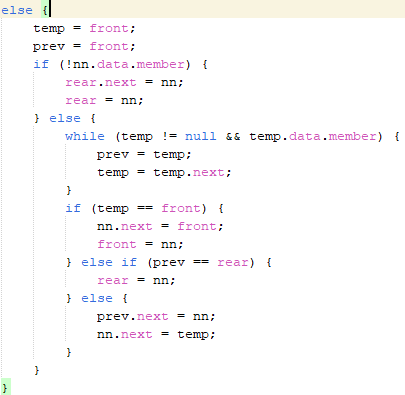 else {
    temp = front;
    prev = front;
    if (!nn.data.member) {
        rear.next = nn;
        rear = nn;
    } else {
        while (temp != null && temp.data.member) {
            prev = temp;
            temp = temp.next;
        }
        if (temp == front) {
            nn.next = front;
            front = nn;
        } else if (prev == rear) {
            rear = nn;
        } else {
            prev.next = nn;
            nn.next = temp;
        }
    }
}